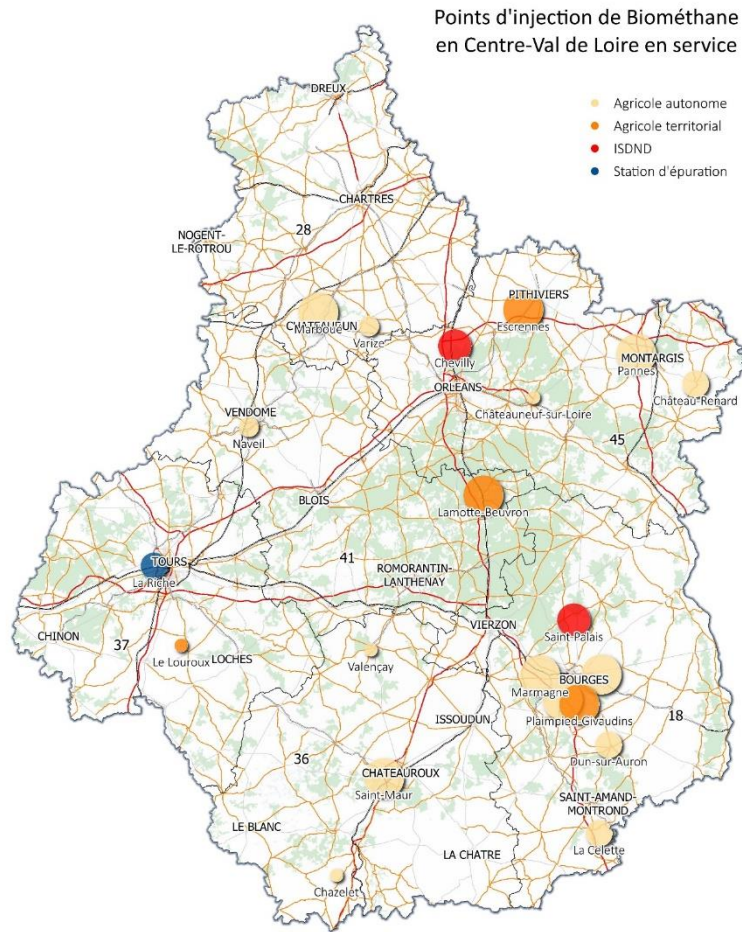 Points d'injection de Biométhane
en Centre-Val de Loire en service
Agricole autonome
Agricole territorial
ISDND
Station d'épuration
DREUX
CHARTRES
NOGENT-
LE-ROTROU
28
PITHIVIERS
Escrennes
CHATEAUDUN
Marboué
Varize
Chevilly
MONTARGIS
Pannes
ORLEANS
Château-Renard
Châteauneuf-sur-Loire
VENDOME
Naveil
45
BLOIS
Lamotte-Beuvron
41
TOURS
La Riche
ROMORANTIN-
LANTHENAY
CHINON
37
VIERZON
Saint-Palais
Le Louroux
LOCHES
Valençay
BOURGES
Marmagne
ISSOUDUN
Plaimpied-Givaudins
18
36
Dun-sur-Auron
CHATEAUROUX
Saint-Maur
SAINT-AMAND-
MONTROND
LE BLANC
LA CHATRE
La Celette
Chazelet